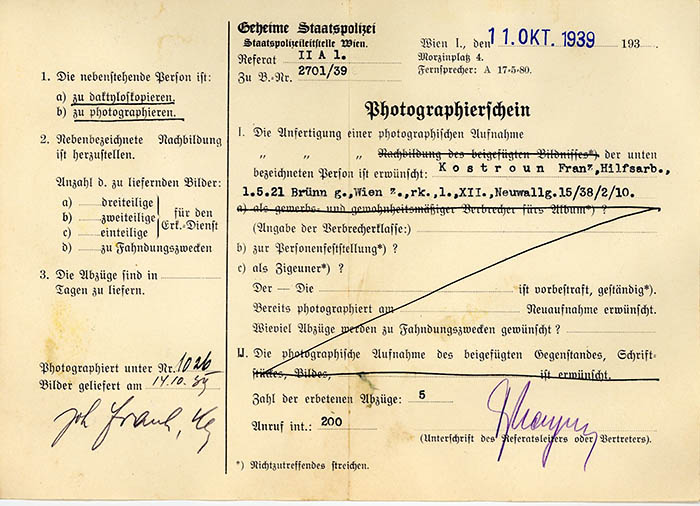 1. Die nebenstehende Person ist:
a) zu daktyloskopieren.
b) zu photographieren.
2. Nebenbezeichnete Nachbildung
ist herzustellen.
Anzahl d. zu liefernden Bilder:
a) dreiteilige
b) zweiteilige
c) einteilige
für den
Erk.-Dienst
d) zu Fahndungszwecken
3. Die Abzüge sind in
Tagen zu liefern.
Photographiert unter Nr. 1026
Bilder geliefert am 14.10.39
Geheime Staatspolizei
Staatspolizeileitstelle Wien.
Referat II A 1.
Zu B.-Nr. 2701/39
Wien I., den 11. OKT. 1939 193
Morzinplatz 4.
Fernsprecher: A 17-5-80.
Photographierschein
I. Die Anfertigung einer photographischen Aufnahme
" " " Nachbildung des beigefügten Bildnisses*) der unten
bezeichneten Person ist erwünscht: Kostroun Franz, Hilfsarb.,
1.5.21 Brünn g., Wien z., rk., l., XII., Neuwallg. 15/38/2/10.
a) als gewerbs- und gewohnheitsmäßiger Verbrecher fürs Album*) ?
(Angabe der Verbrecherklasse:)
b) zur Personenfeststellung*) ?
c) als Zigeuner*) ?
Der — Die ist vorbestraft, geständig*).
Bereits photographiert am Neuaufnahme erwünscht.
Wieviel Abzüge werden zu Fahndungszwecken gewünscht ?
II. Die photographische Aufnahme des beigefügten Gegenstandes, Schrift-
stückes, Bildes, ist erwünscht.
Zahl der erbetenen Abzüge: 5
Anruf int.: 200
(Unterschrift des Referatsleiters oder Vertreters).
*) Nichtzutreffendes streichen.